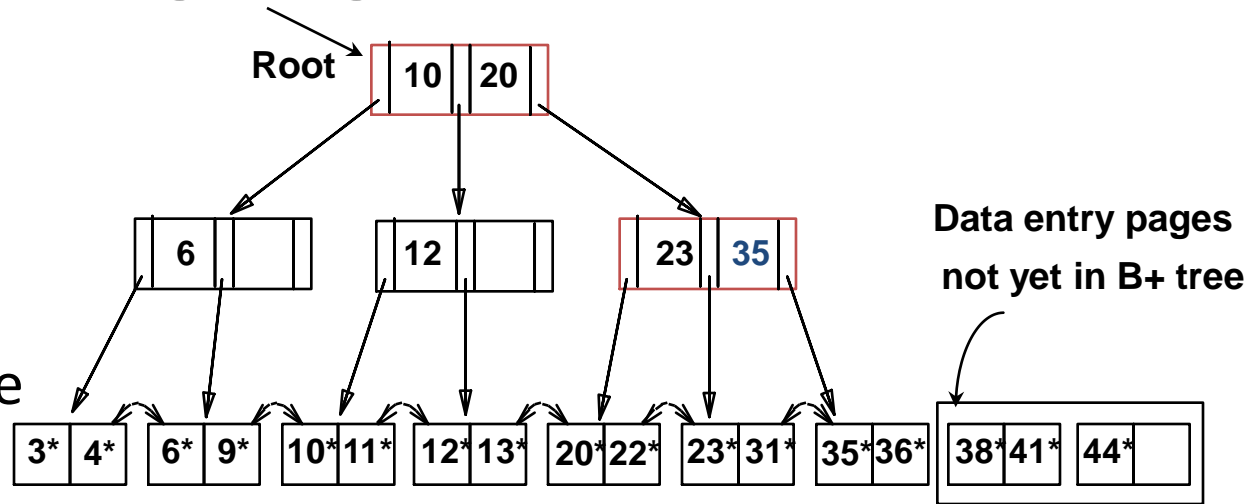 Root
10 20
6
12
23 35
Data entry pages
not yet in B+ tree
e
3* 4* 6* 9* 10* 11* 12* 13* 20* 22* 23* 31* 35* 36* 38* 41* 44*